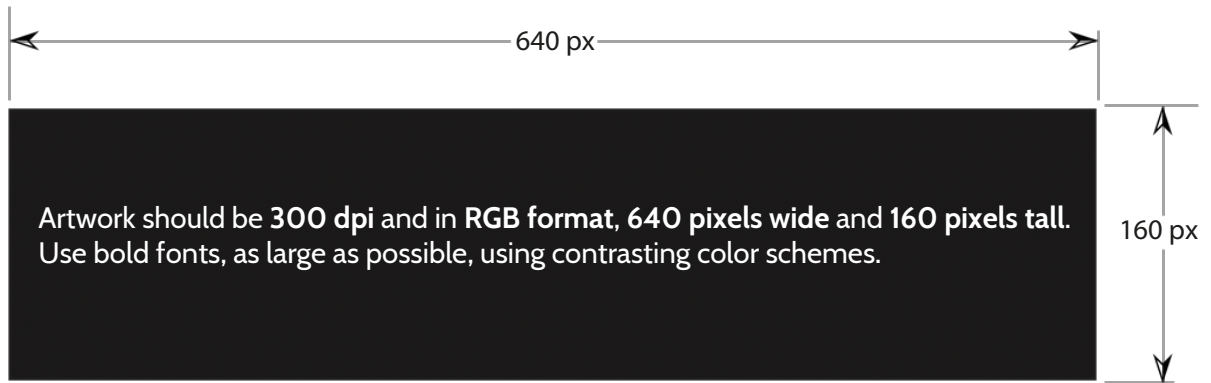 640 px
Artwork should be 300 dpi and in RGB format, 640 pixels wide and 160 pixels tall.
Use bold fonts, as large as possible, using contrasting color schemes.
160 px